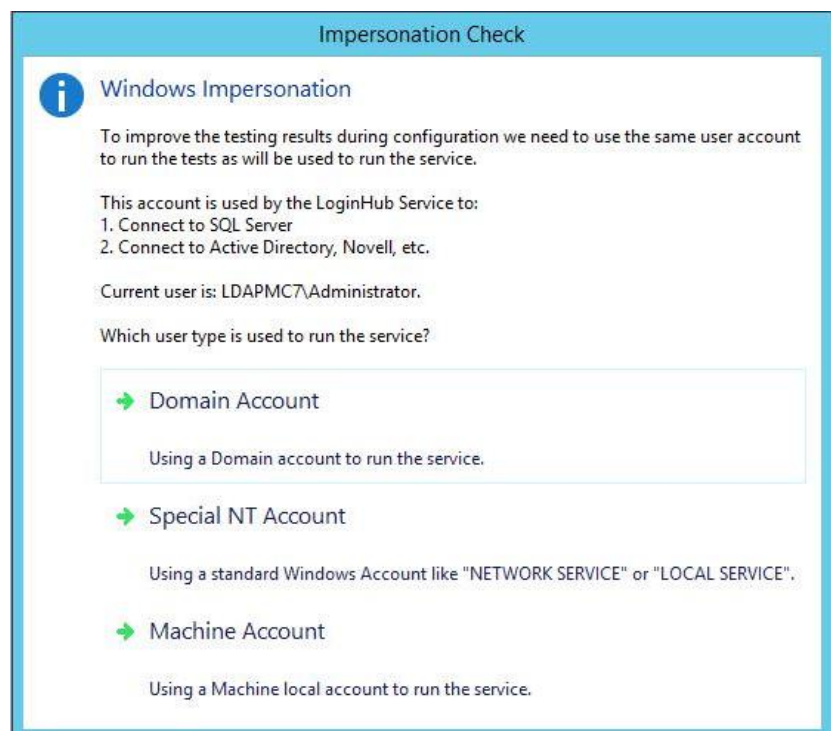 Impersonation Check
Windows Impersonation
To improve the testing results during configuration we need to use the same user account
to run the tests as will be used to run the service.
This account is used by the LoginHub Service to:
1. Connect to SQL Server
2. Connect to Active Directory, Novell, etc.
Current user is: LDAPMC7\Administrator.
Which user type is used to run the service?
Domain Account
Using a Domain account to run the service.
Special NT Account
Using a standard Windows Account like "NETWORK SERVICE" or "LOCAL SERVICE".
Machine Account
Using a Machine local account to run the service.